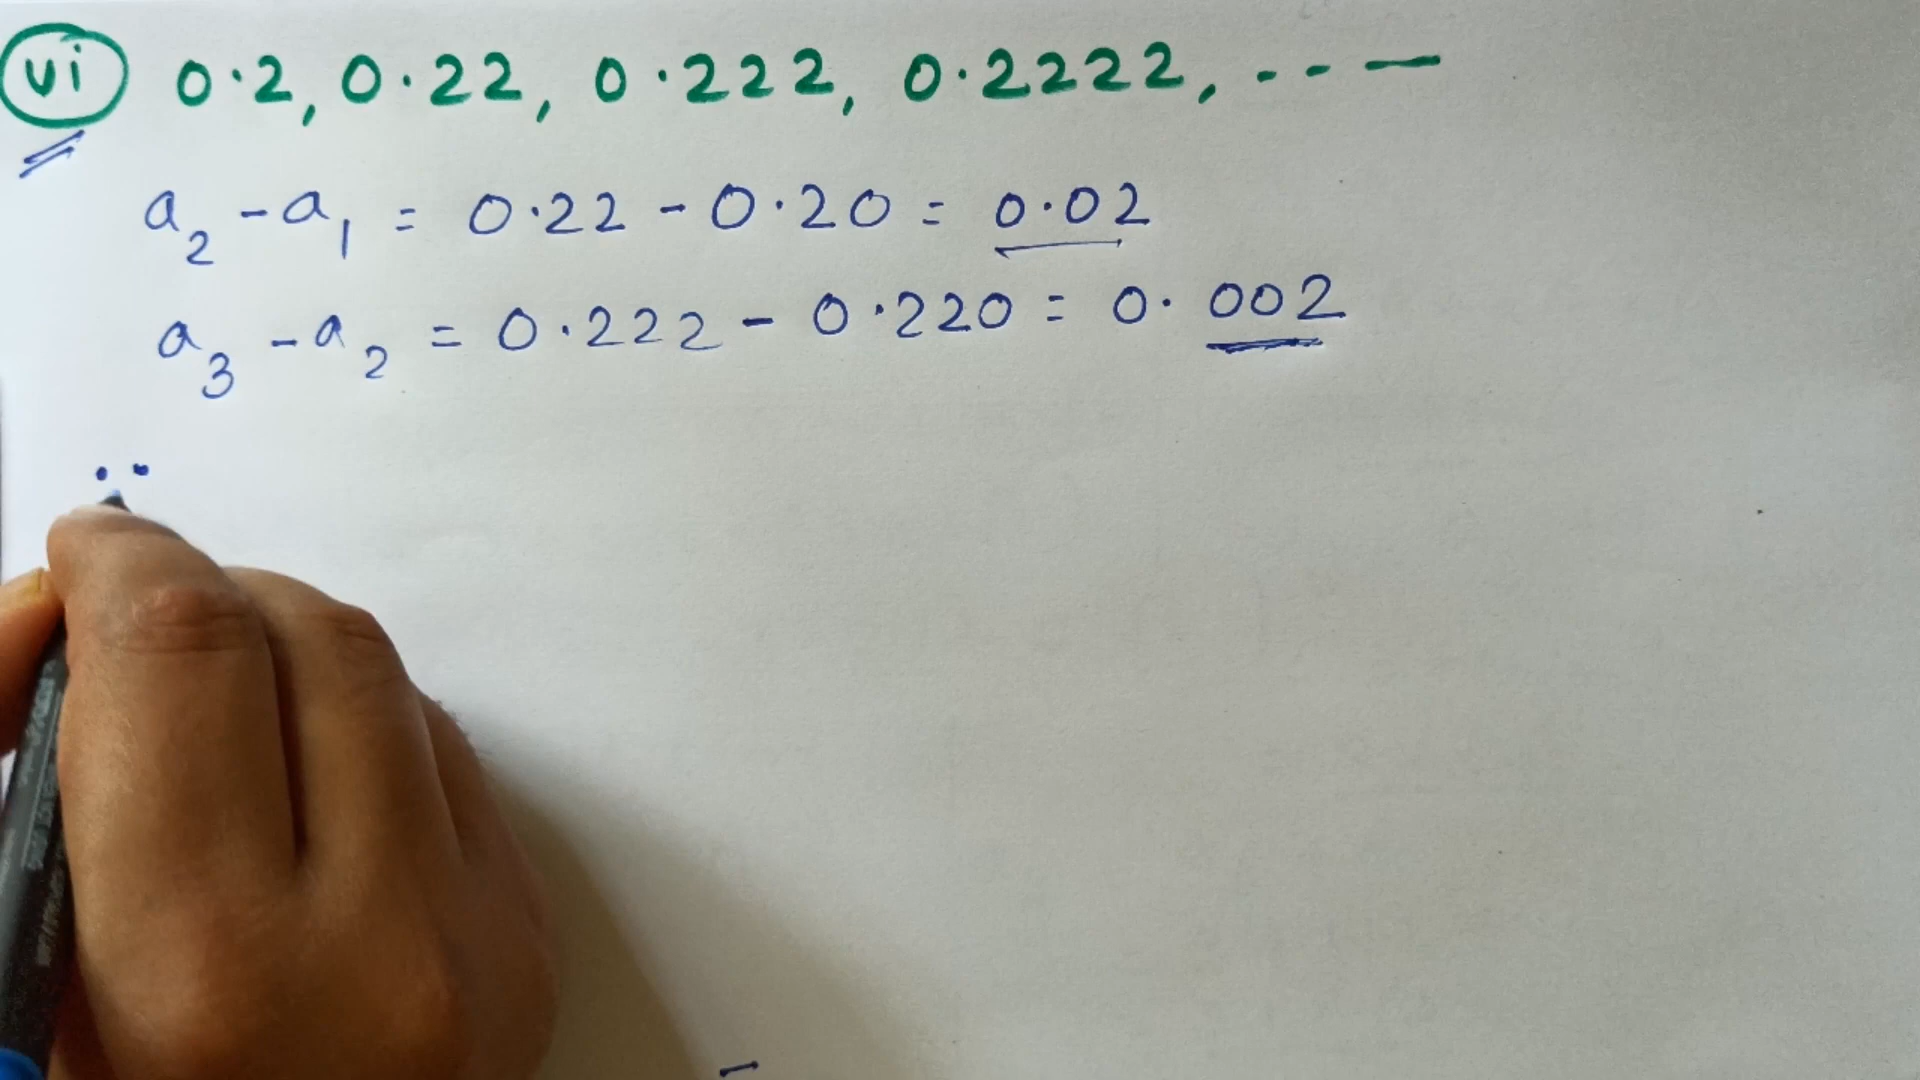 vi 0.2, 0.22, 0.222, 0.2222, ---
a₂ - a₁ = 0.22 - 0.20 = 0.02
a₃ - a₂ = 0.222 - 0.220 = 0.002